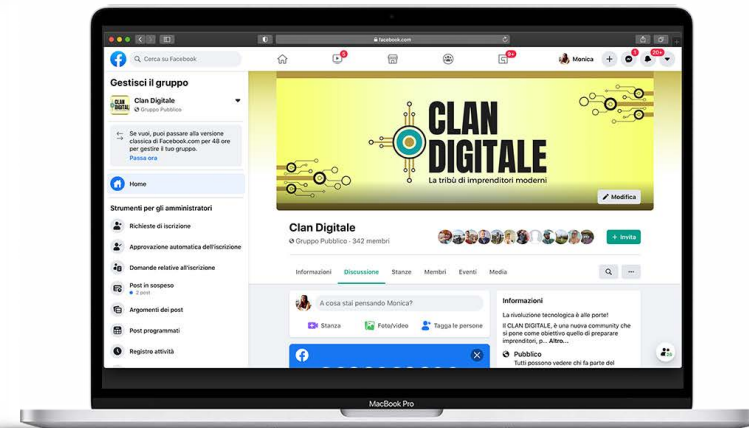 facebook.com
Cerca su Facebook
9
9+
Monica
1
20+
Gestisci il gruppo
Clan Digitale
Gruppo Pubblico
Se vuoi, puoi passare alla versione
classica di Facebook.com per 48 ore
per gestire il tuo gruppo.
Passa ora
Home
Strumenti per gli amministratori
Richieste di iscrizione
Approvazione automatica dell'iscrizione
Domande relative all'iscrizione
Post in sospeso
2 post
Argomenti dei post
Post programmati
Registro attività
CLAN
DIGITALE
La tribù di imprenditori moderni
Modifica
Clan Digitale
Gruppo Pubblico · 342 membri
+ Invita
Informazioni
Discussione
Stanze
Membri
Eventi
Media
A cosa stai pensando Monica?
Stanza
Foto/video
Tagga le persone
Informazioni
La rivoluzione tecnologica è alle porte!
Il CLAN DIGITALE, è una nuova community che
si pone come obiettivo quello di preparare
imprenditori, p... Altro...
Pubblico
Tutti possono vedere chi fa parte del
MacBook Pro